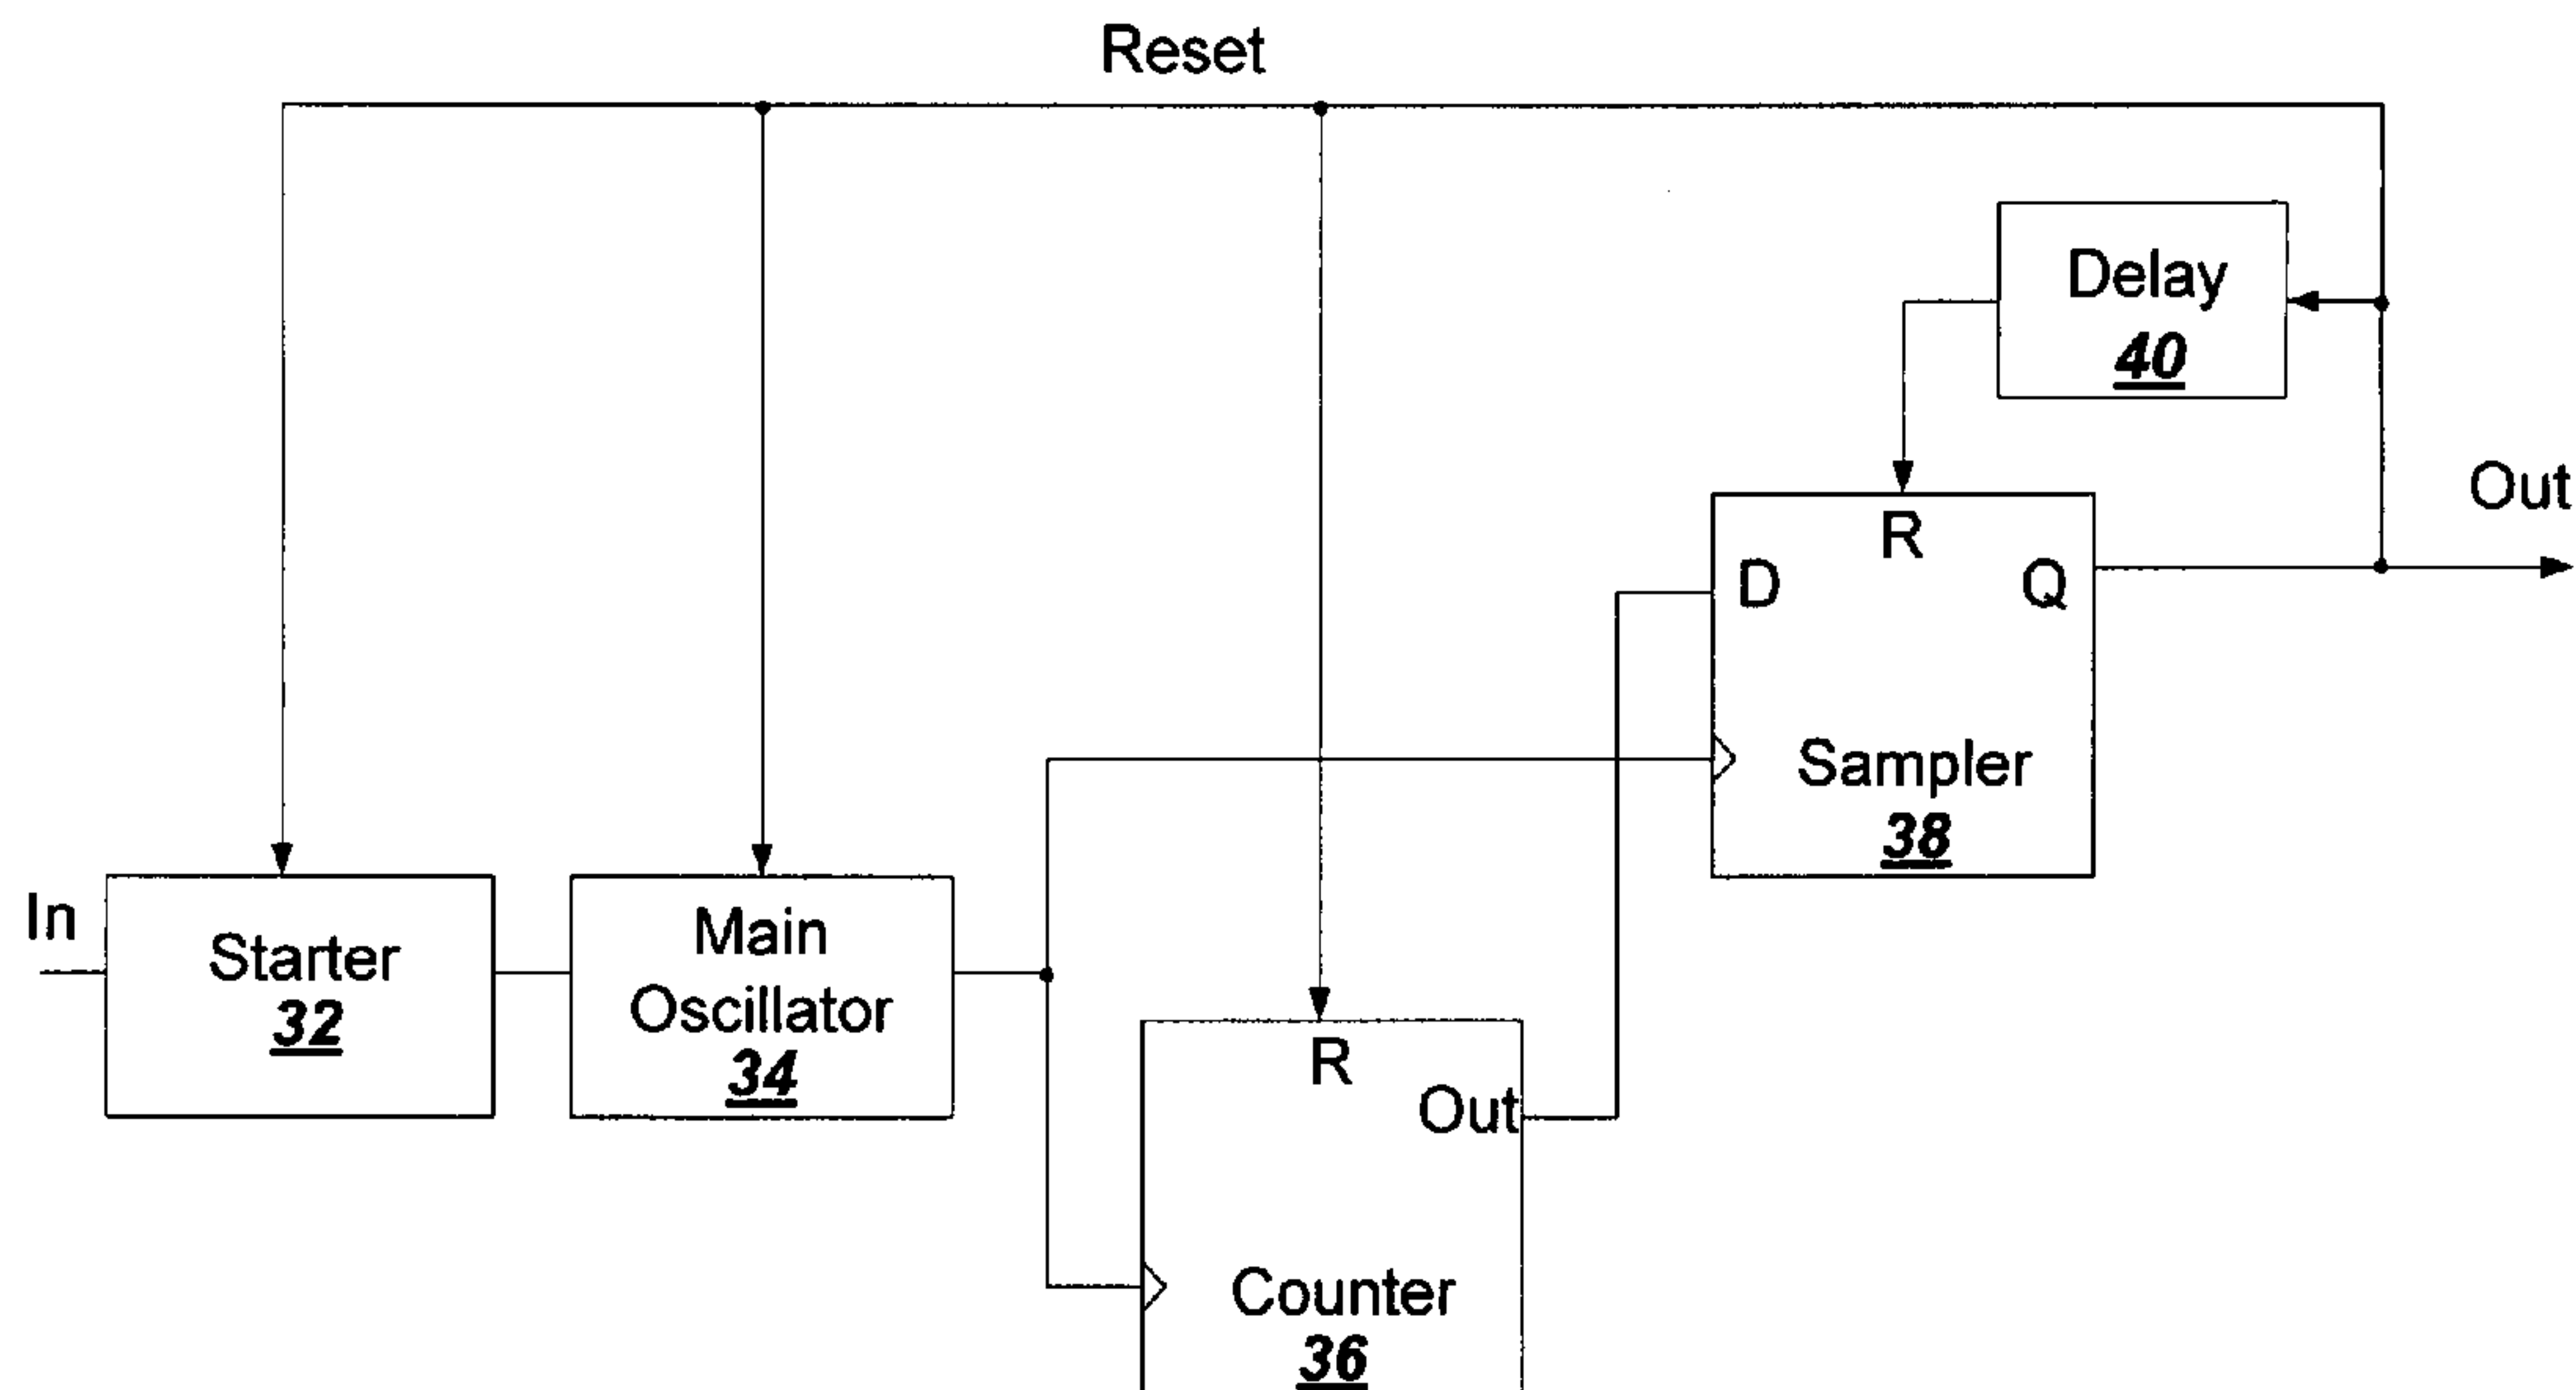 Reset
Delay
40
Out
R
D
Q
Sampler
38
In
Starter
32
Main
Oscillator
34
R
Out
Counter
36